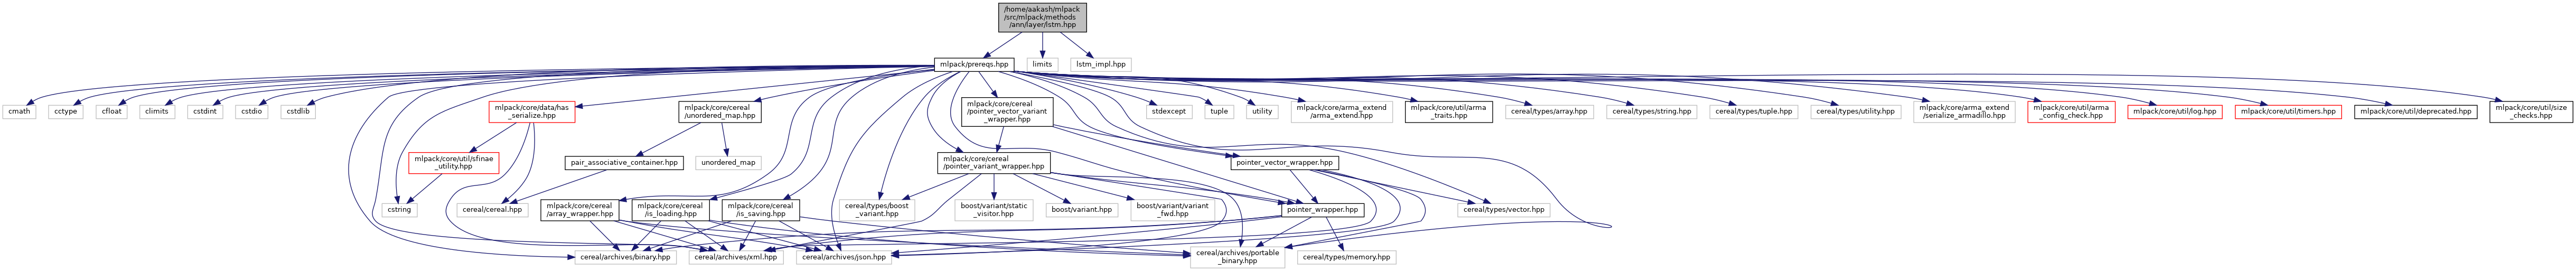 /home/aakash/mlpack
/src/mlpack/methods
/ann/layer/lstm.hpp
mlpack/prereqs.hpp
limits
lstm_impl.hpp
cmath
cctype
cfloat
climits
cstdint
cstdio
cstdlib
mlpack/core/data/has
_serialize.hpp
mlpack/core/cereal
/unordered_map.hpp
mlpack/core/cereal
/pointer_vector_variant
_wrapper.hpp
stdexcept
tuple
utility
mlpack/core/arma_extend
/arma_extend.hpp
mlpack/core/util/arma
_traits.hpp
cereal/types/array.hpp
cereal/types/string.hpp
cereal/types/tuple.hpp
cereal/types/utility.hpp
mlpack/core/arma_extend
/serialize_armadillo.hpp
mlpack/core/util/arma
_config_check.hpp
mlpack/core/util/log.hpp
mlpack/core/util/timers.hpp
mlpack/core/util/deprecated.hpp
mlpack/core/util/size
_checks.hpp
mlpack/core/util/sfinae
_utility.hpp
pair_associative_container.hpp
unordered_map
mlpack/core/cereal
/pointer_variant_wrapper.hpp
pointer_vector_wrapper.hpp
cstring
cereal/cereal.hpp
mlpack/core/cereal
/array_wrapper.hpp
mlpack/core/cereal
/is_loading.hpp
mlpack/core/cereal
/is_saving.hpp
cereal/types/boost
_variant.hpp
boost/variant/static
_visitor.hpp
boost/variant.hpp
boost/variant/variant
_fwd.hpp
pointer_wrapper.hpp
cereal/types/vector.hpp
cereal/archives/binary.hpp
cereal/archives/xml.hpp
cereal/archives/json.hpp
cereal/archives/portable
_binary.hpp
cereal/types/memory.hpp